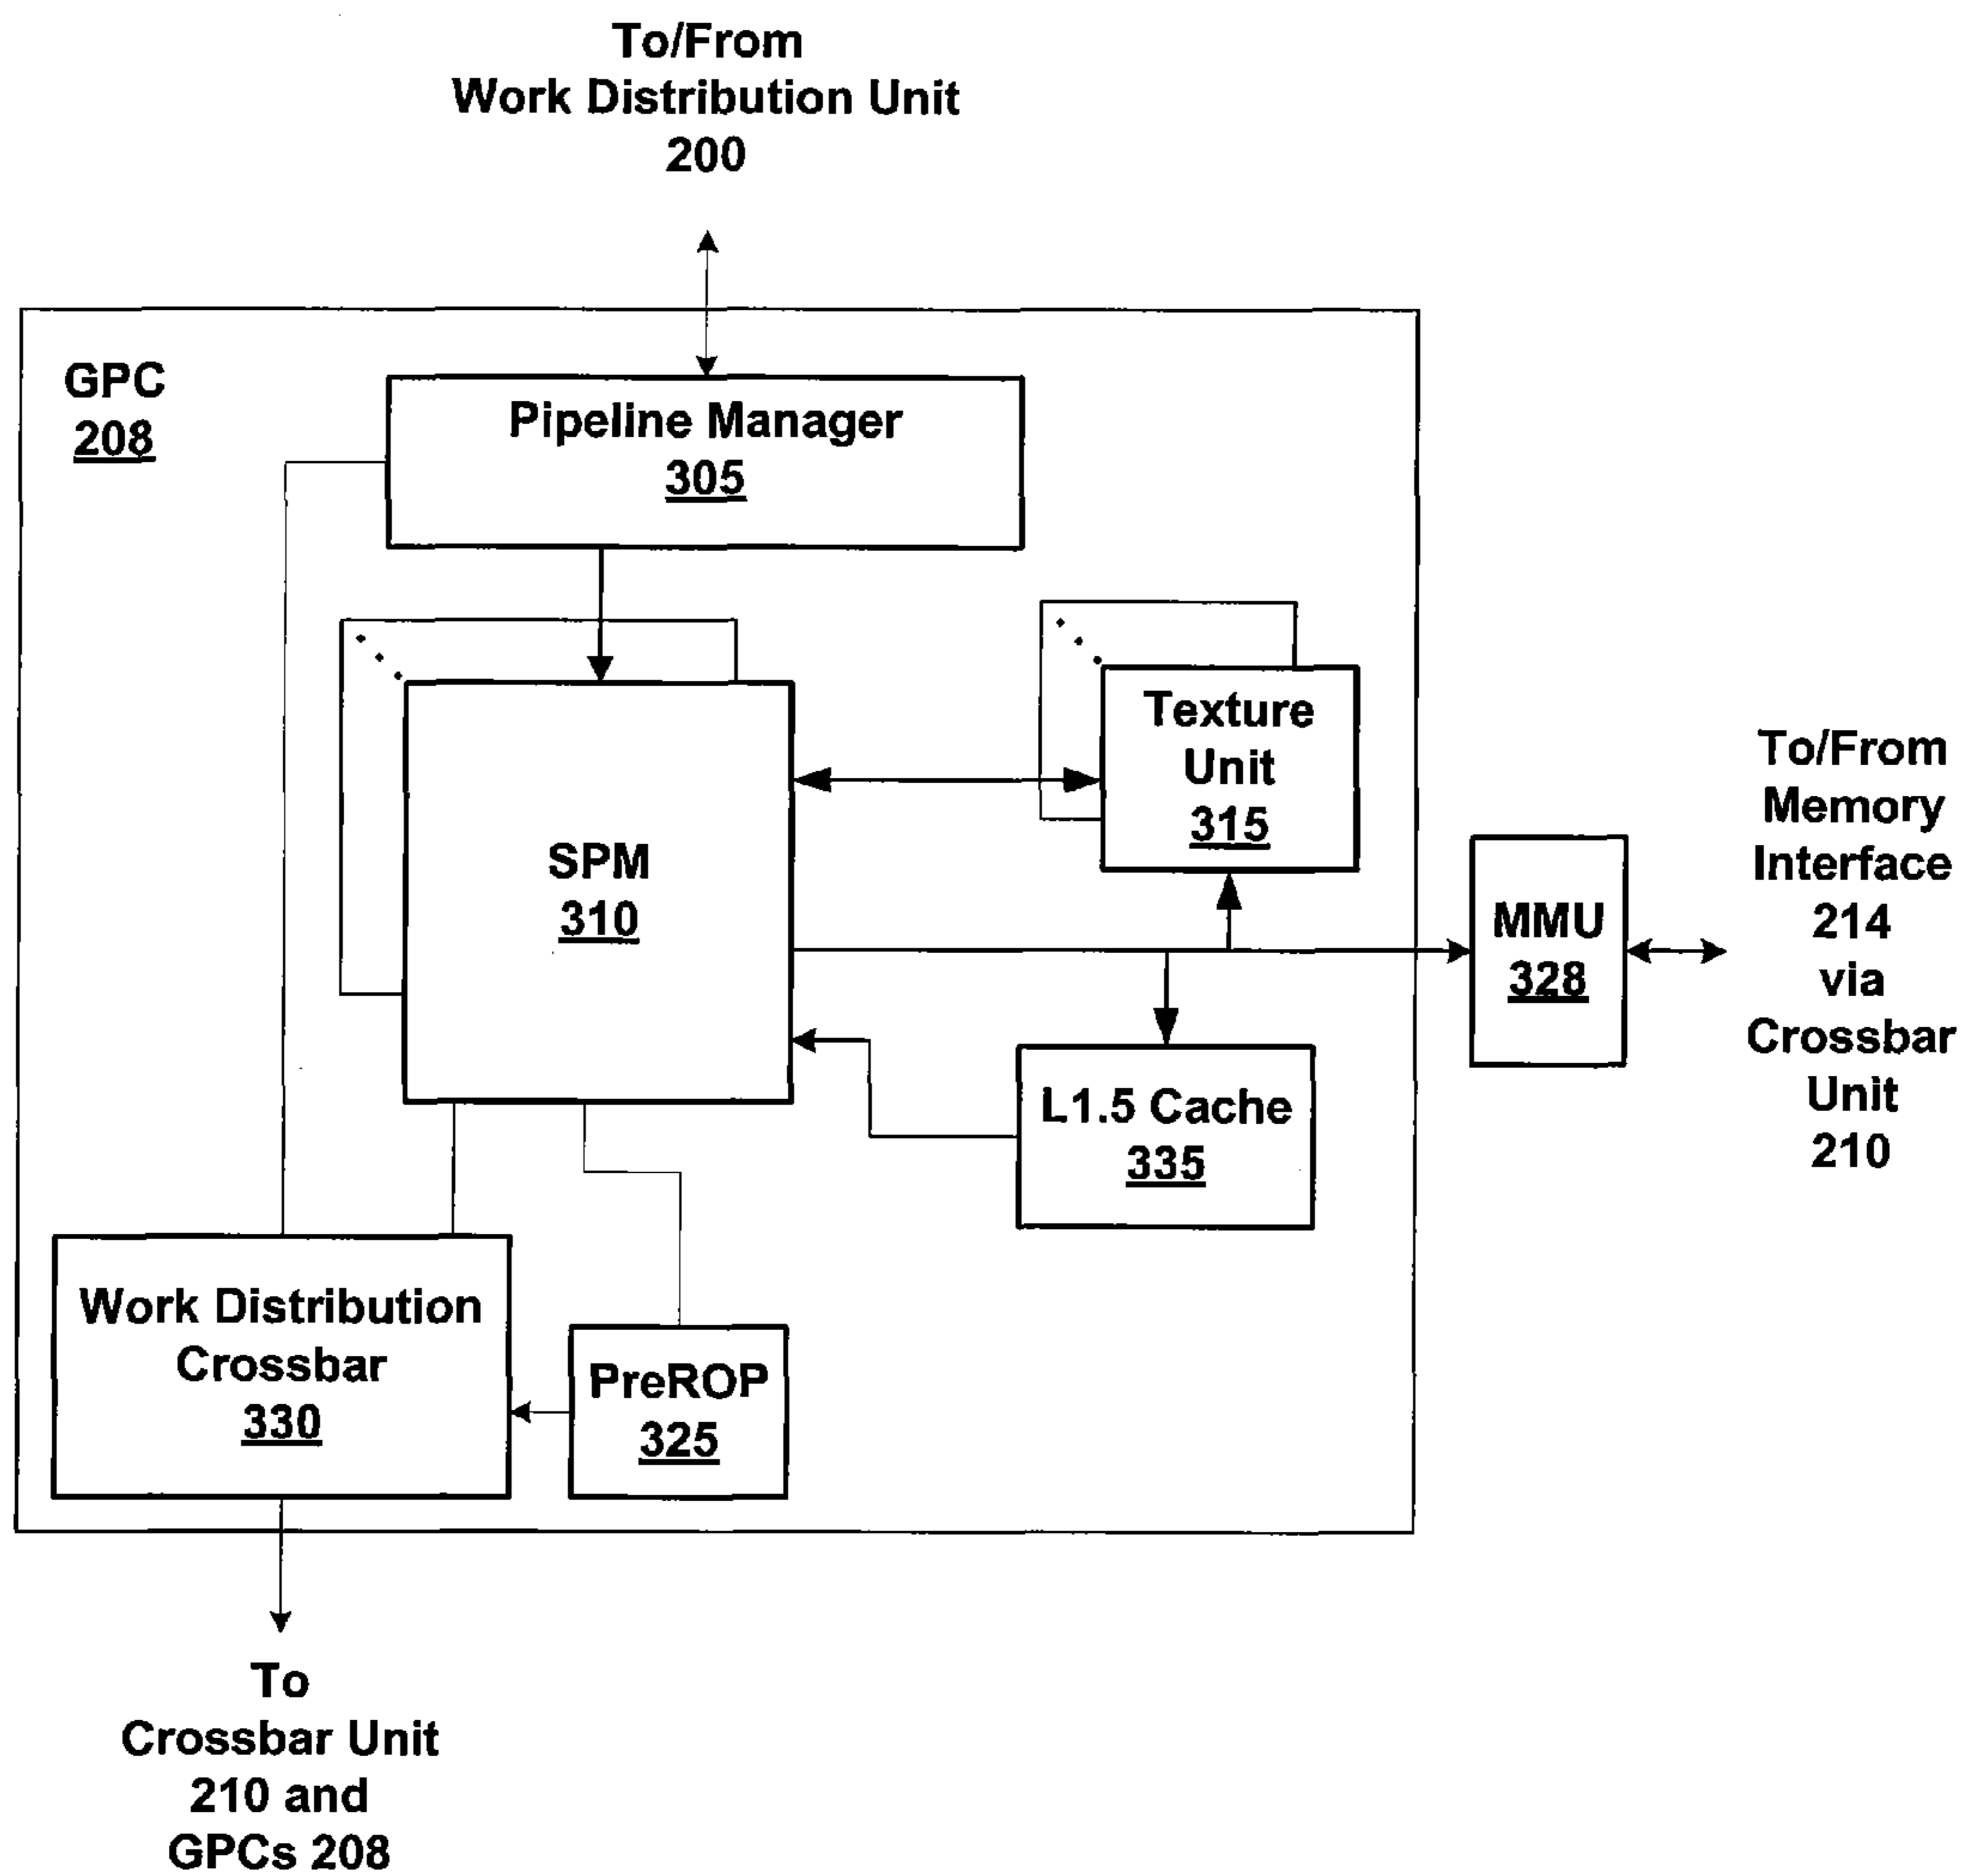 To/From
Work Distribution Unit
200
GPC
208
Pipeline Manager
305
Texture
Unit
315
SPM
310
To/From
Memory
Interface
214
via
Crossbar
Unit
210
MMU
328
L1.5 Cache
335
Work Distribution
Crossbar
330
PreROP
325
To
Crossbar Unit
210 and
GPCs 208